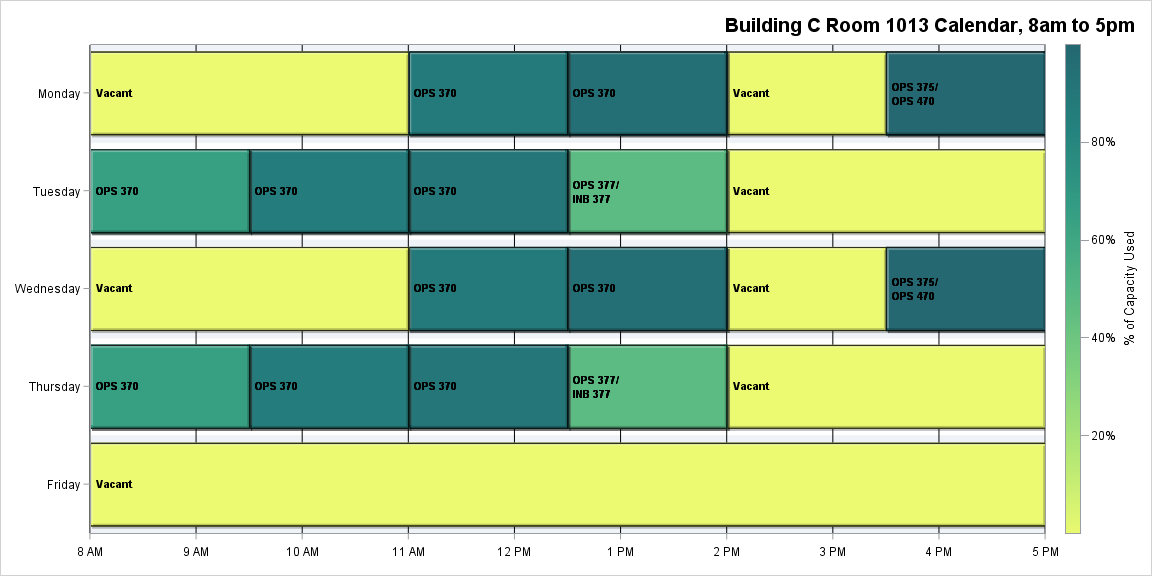 Building C Room 1013 Calendar, 8am to 5pm
Monday
Vacant
OPS 370
OPS 370
Vacant
OPS 375/
OPS 470
Tuesday
OPS 370
OPS 370
OPS 370
OPS 377/
INB 377
Vacant
Wednesday
Vacant
OPS 370
OPS 370
Vacant
OPS 375/
OPS 470
Thursday
OPS 370
OPS 370
OPS 370
OPS 377/
INB 377
Vacant
Friday
Vacant
8 AM
9 AM
10 AM
11 AM
12 PM
1 PM
2 PM
3 PM
4 PM
5 PM
80%
60%
40%
20%
% of Capacity Used